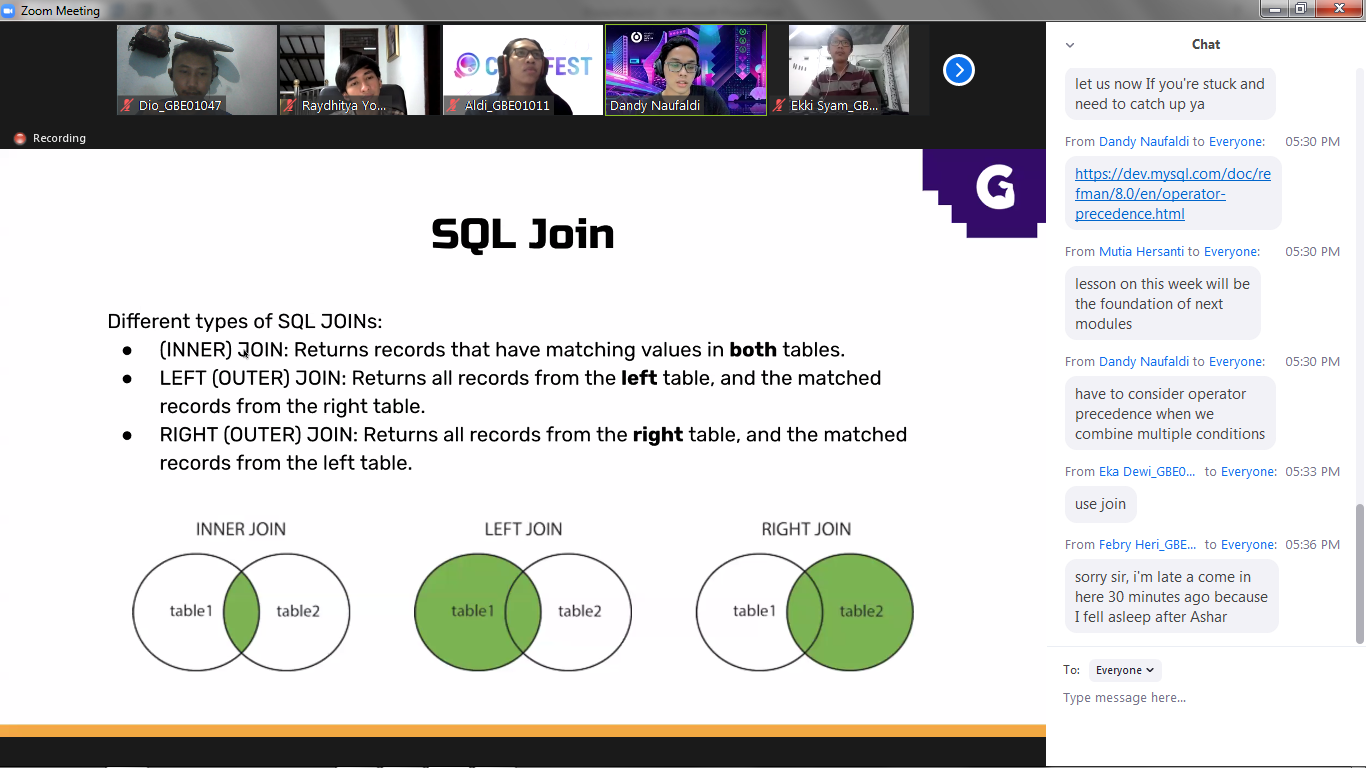 Zoom Meeting
Dio_GBE01047
Raydhitya Yo...
Aldi_GBE01011
Dandy Naufaldi
Ekki Syam_GB...
Recording
G
SQL Join
Different types of SQL JOINs:
● (INNER) JOIN: Returns records that have matching values in both tables.
● LEFT (OUTER) JOIN: Returns all records from the left table, and the matched
records from the right table.
● RIGHT (OUTER) JOIN: Returns all records from the right table, and the matched
records from the left table.
INNER JOIN
table1
table2
LEFT JOIN
table1
table2
RIGHT JOIN
table1
table2
Chat
let us now If you're stuck and
need to catch up ya
From Dandy Naufaldi to Everyone: 05:30 PM
https://dev.mysql.com/doc/re
fman/8.0/en/operator-
precedence.html
From Mutia Hersanti to Everyone: 05:30 PM
lesson on this week will be
the foundation of next
modules
From Dandy Naufaldi to Everyone: 05:30 PM
have to consider operator
precedence when we
combine multiple conditions
From Eka Dewi_GBE0... to Everyone: 05:33 PM
use join
From Febry Heri_GBE... to Everyone: 05:36 PM
sorry sir, i'm late a come in
here 30 minutes ago because
I fell asleep after Ashar
To: Everyone
Type message here...